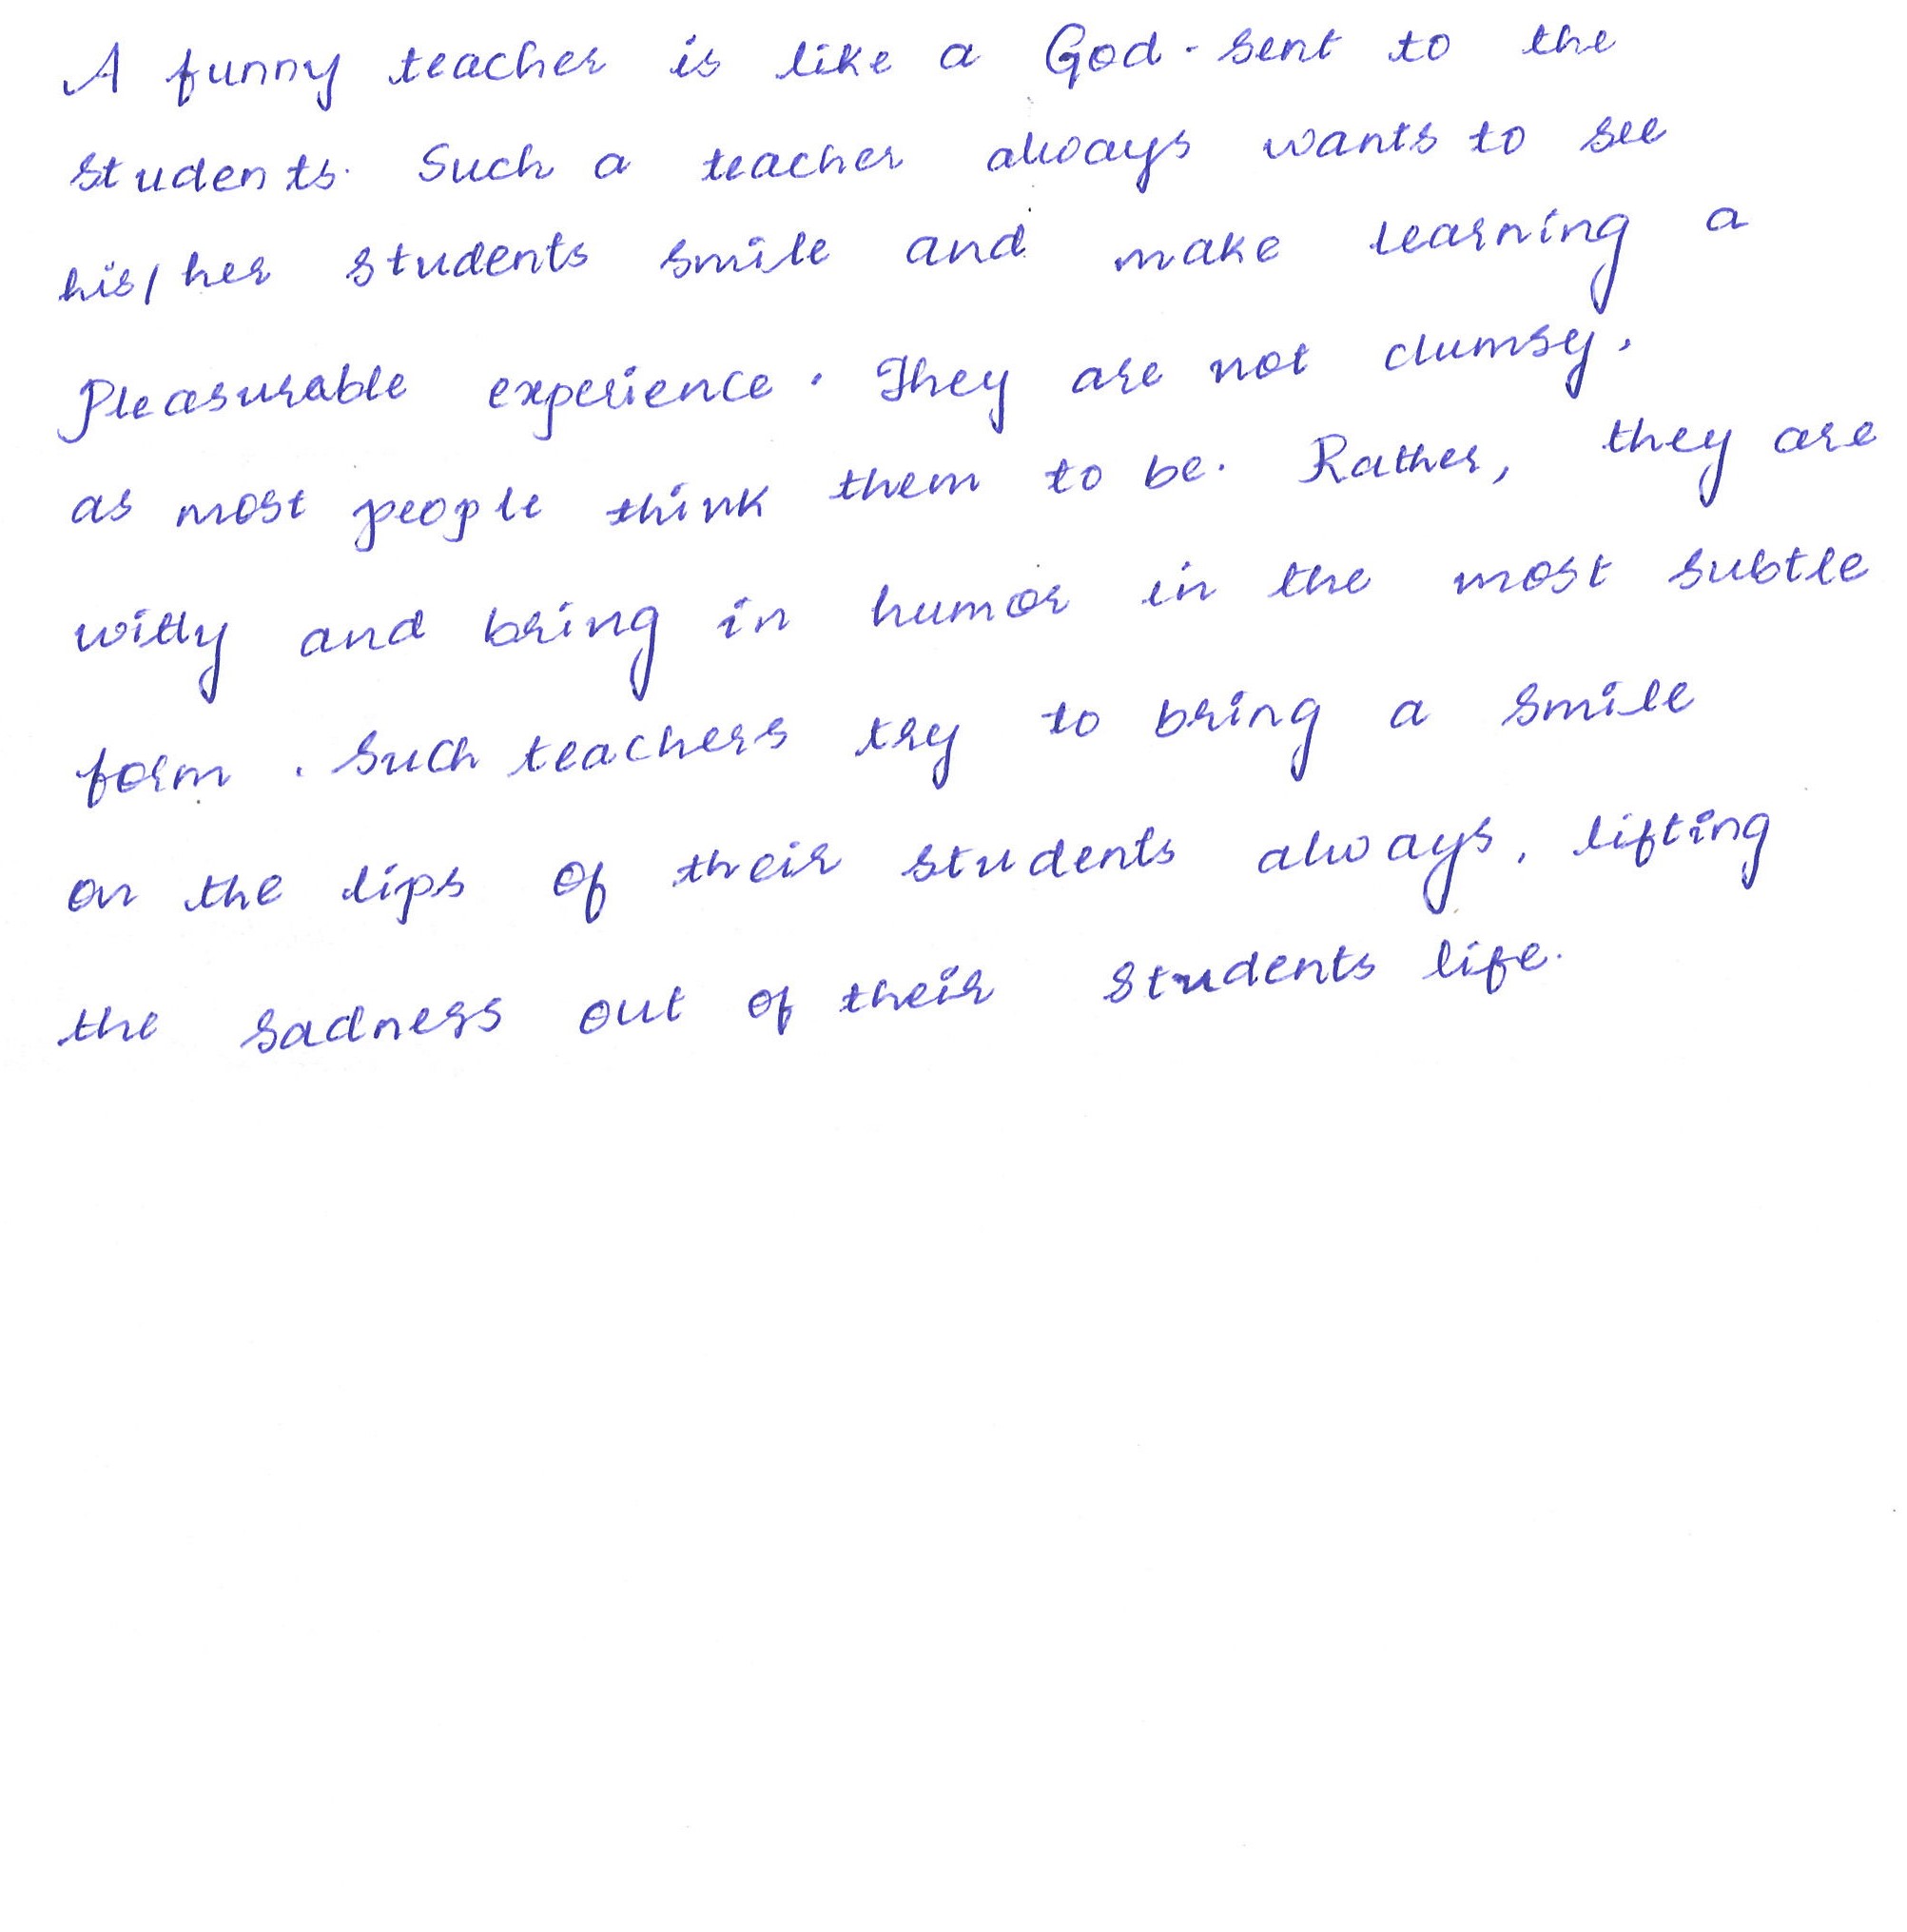 A funny teacher is like a God-sent to the
students. Such a teacher always wants to see
his/her students smile and make learning a
Pleasurable experience. They are not clumsy,
as most people think them to be. Rather, they are
witty and bring in humor in the most subtle
form. Such teachers try to bring a smile
on the lips of their students always, lifting
the sadness out of their students life.